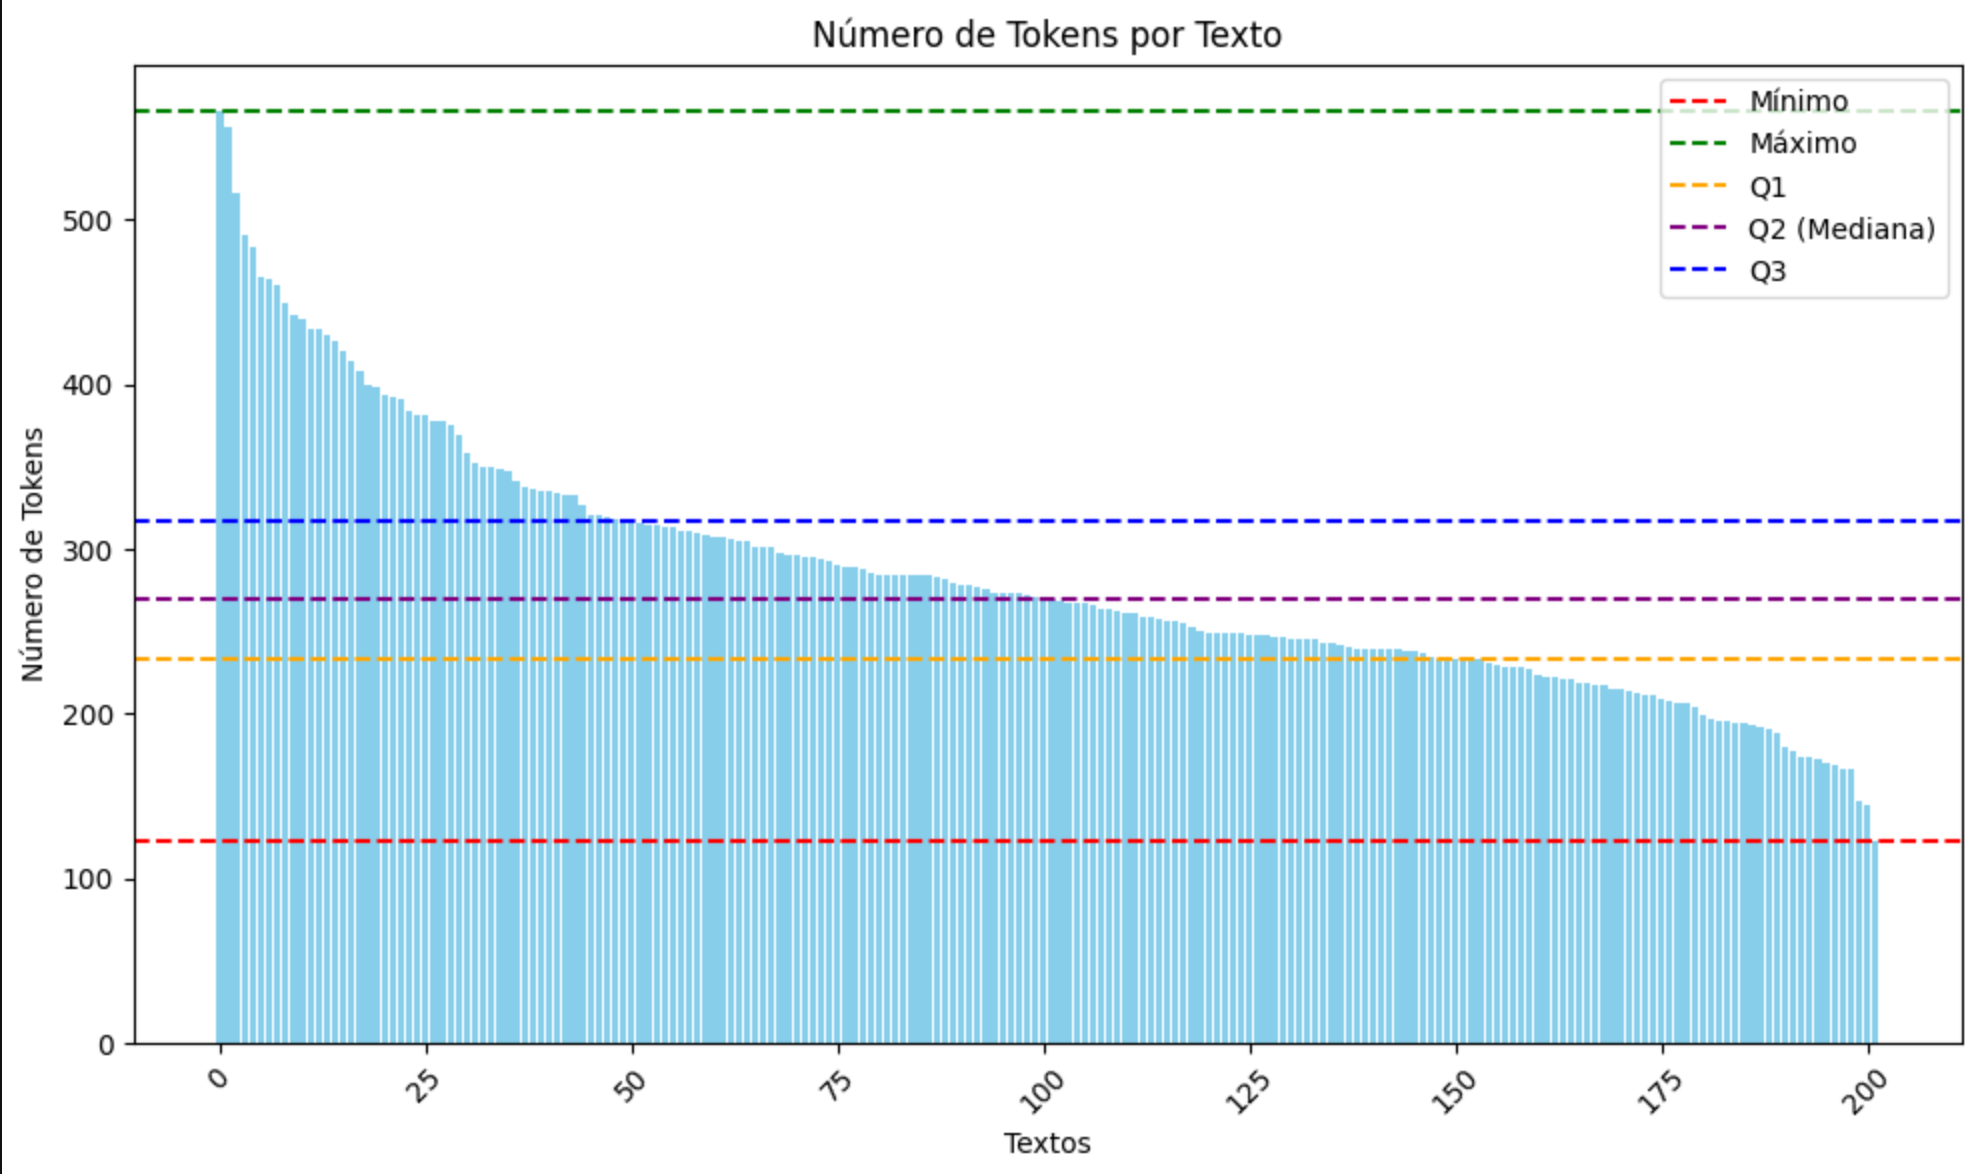 Número de Tokens por Texto
Mínimo
Máximo
Q1
Q2 (Mediana)
Q3
Número de Tokens
500
400
300
200
100
0
0
25
50
75
100
125
150
175
200
Textos